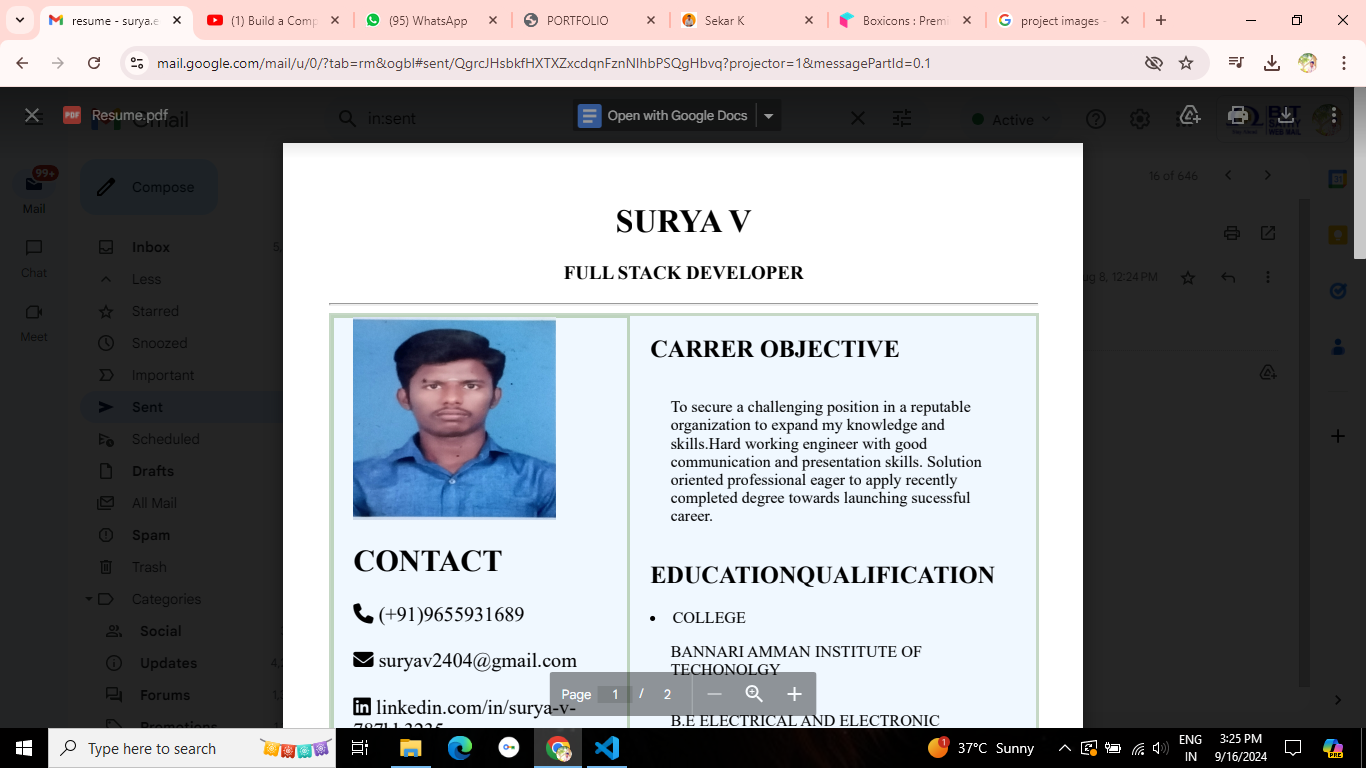 resume - surya.e
(1) Build a Comp
(95) WhatsApp
PORTFOLIO
Sekar K
Boxicons : Premi
project images -
mail.google.com/mail/u/0/?tab=rm&ogbl#sent/QgrcJHsbkfHXTXZxcdqnFznNlhbPSQgHbvq?projector=1&messagePartId=0.1
PDF
Resume.pdf
Gmail
in:sent
Open with Google Docs
Active
99+
Mail
Chat
Meet
Compose
Inbox
Less
Starred
Snoozed
Important
Sent
Scheduled
Drafts
All Mail
Spam
Trash
Categories
Social
Updates
Forums
Promotions
16 of 646
12:24 PM
SURYA V
FULL STACK DEVELOPER
CONTACT
(+91)9655931689
suryav2404@gmail.com
linkedin.com/in/surya-v-
CARRER OBJECTIVE
To secure a challenging position in a reputable
organization to expand my knowledge and
skills.Hard working engineer with good
communication and presentation skills. Solution
oriented professional eager to apply recently
completed degree towards launching sucessful
career.
EDUCATIONQUALIFICATION
COLLEGE
BANNARI AMMAN INSTITUTE OF
TECHONOLGY
B.E ELECTRICAL AND ELECTRONIC
Page 1 / 2
Type here to search
1
37°C Sunny
ENG
IN
3:25 PM
9/16/2024
PRE